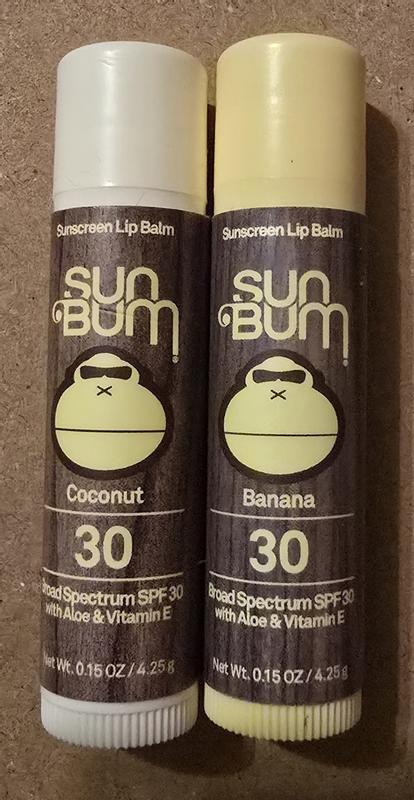 Sunscreen Lip Balm
SUN
BUM
Coconut
30
Broad Spectrum SPF 30
with Aloe & Vitamin E
Net Wt. 0.15 OZ / 4.25 g
Sunscreen Lip Balm
SUN
BUM
Banana
30
Broad Spectrum SPF 30
with Aloe & Vitamin E
Net Wt. 0.15 OZ / 4.25 g